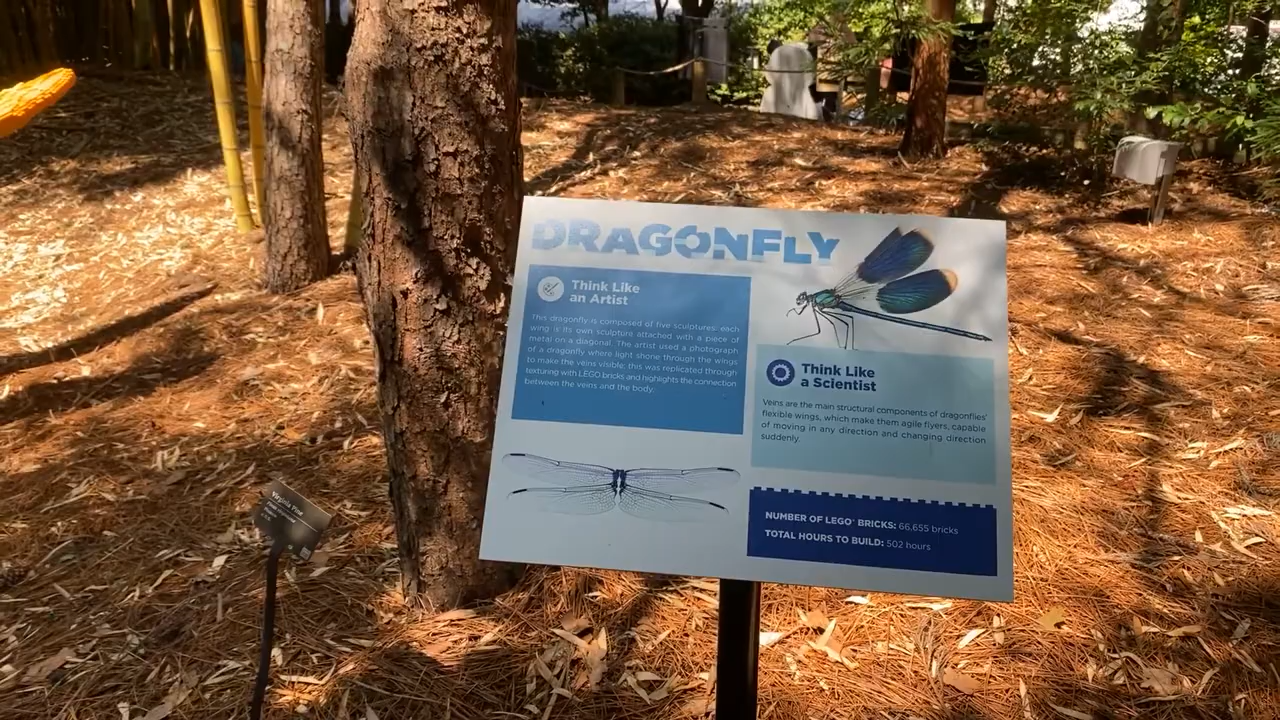 DRAGONFLY
Think Like
an Artist
This dragonfly is composed of five sculptures: each
wing is its own sculpture attached with a piece of
metal on a diagonal. The artist used a photograph
of a dragonfly where light shone through the wings
to make the veins visible; this was replicated through
texturing with LEGO bricks and highlights the connection
between the veins and the body.
Think Like
a Scientist
Veins are the main structural components of dragonflies'
flexible wings, which make them agile flyers, capable
of moving in any direction and changing direction
suddenly.
NUMBER OF LEGO® BRICKS: 66,655 bricks
TOTAL HOURS TO BUILD: 502 hours
Virginia Pine